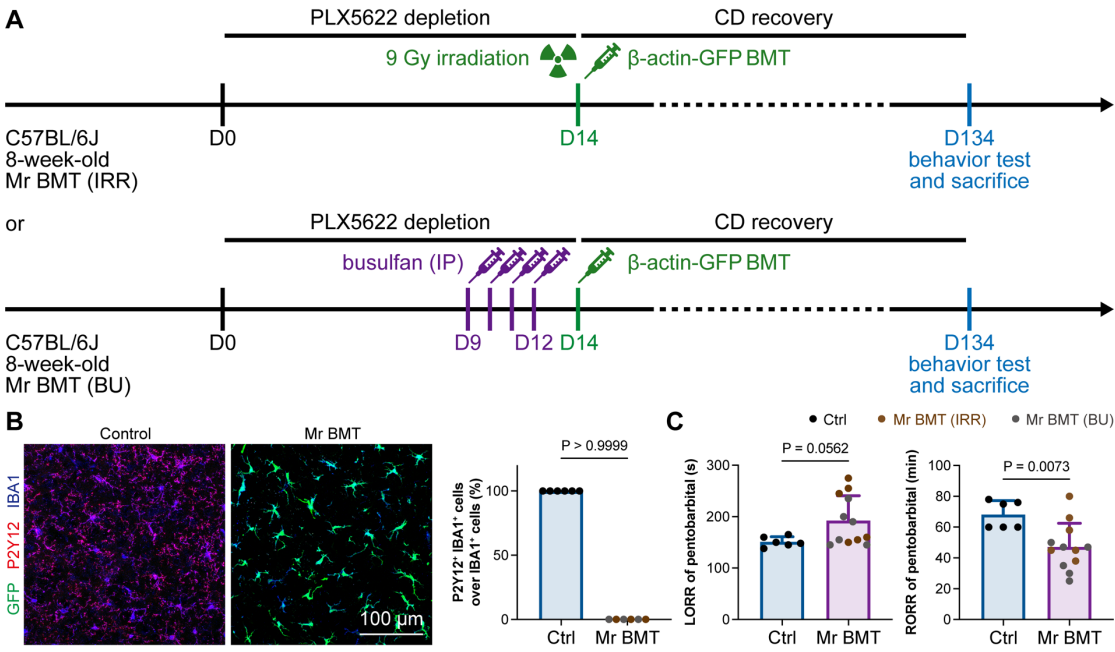 A
PLX5622 depletion
CD recovery
9 Gy irradiation
β-actin-GFP BMT
C57BL/6J
8-week-old
Mr BMT (IRR)
D0
D14
D134
behavior test
and sacrifice
or
PLX5622 depletion
CD recovery
busulfan (IP)
β-actin-GFP BMT
C57BL/6J
8-week-old
Mr BMT (BU)
D0
D9
D12
D14
D134
behavior test
and sacrifice
B
Control
Mr BMT
GFP P2Y12 IBA1
100 μm
P2Y12⁺ IBA1⁺ cells
over IBA1⁺ cells (%)
P > 0.9999
100
50
0
Ctrl
Mr BMT
C
Ctrl
Mr BMT (IRR)
Mr BMT (BU)
LORR of pentobarbital (s)
P = 0.0562
300
200
100
0
Ctrl
Mr BMT
RORR of pentobarbital (min)
P = 0.0073
100
80
60
40
20
0
Ctrl
Mr BMT